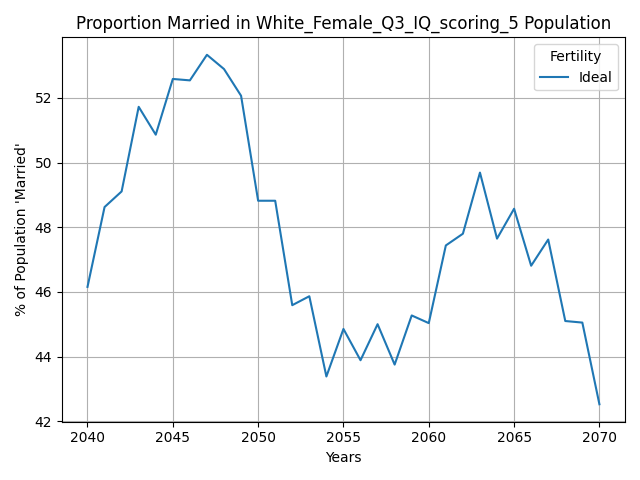 Proportion Married in White_Female_Q3_IQ_scoring_5 Population
Fertility
Ideal
% of Population 'Married'
52
50
48
46
44
42
2040
2045
2050
2055
2060
2065
2070
Years